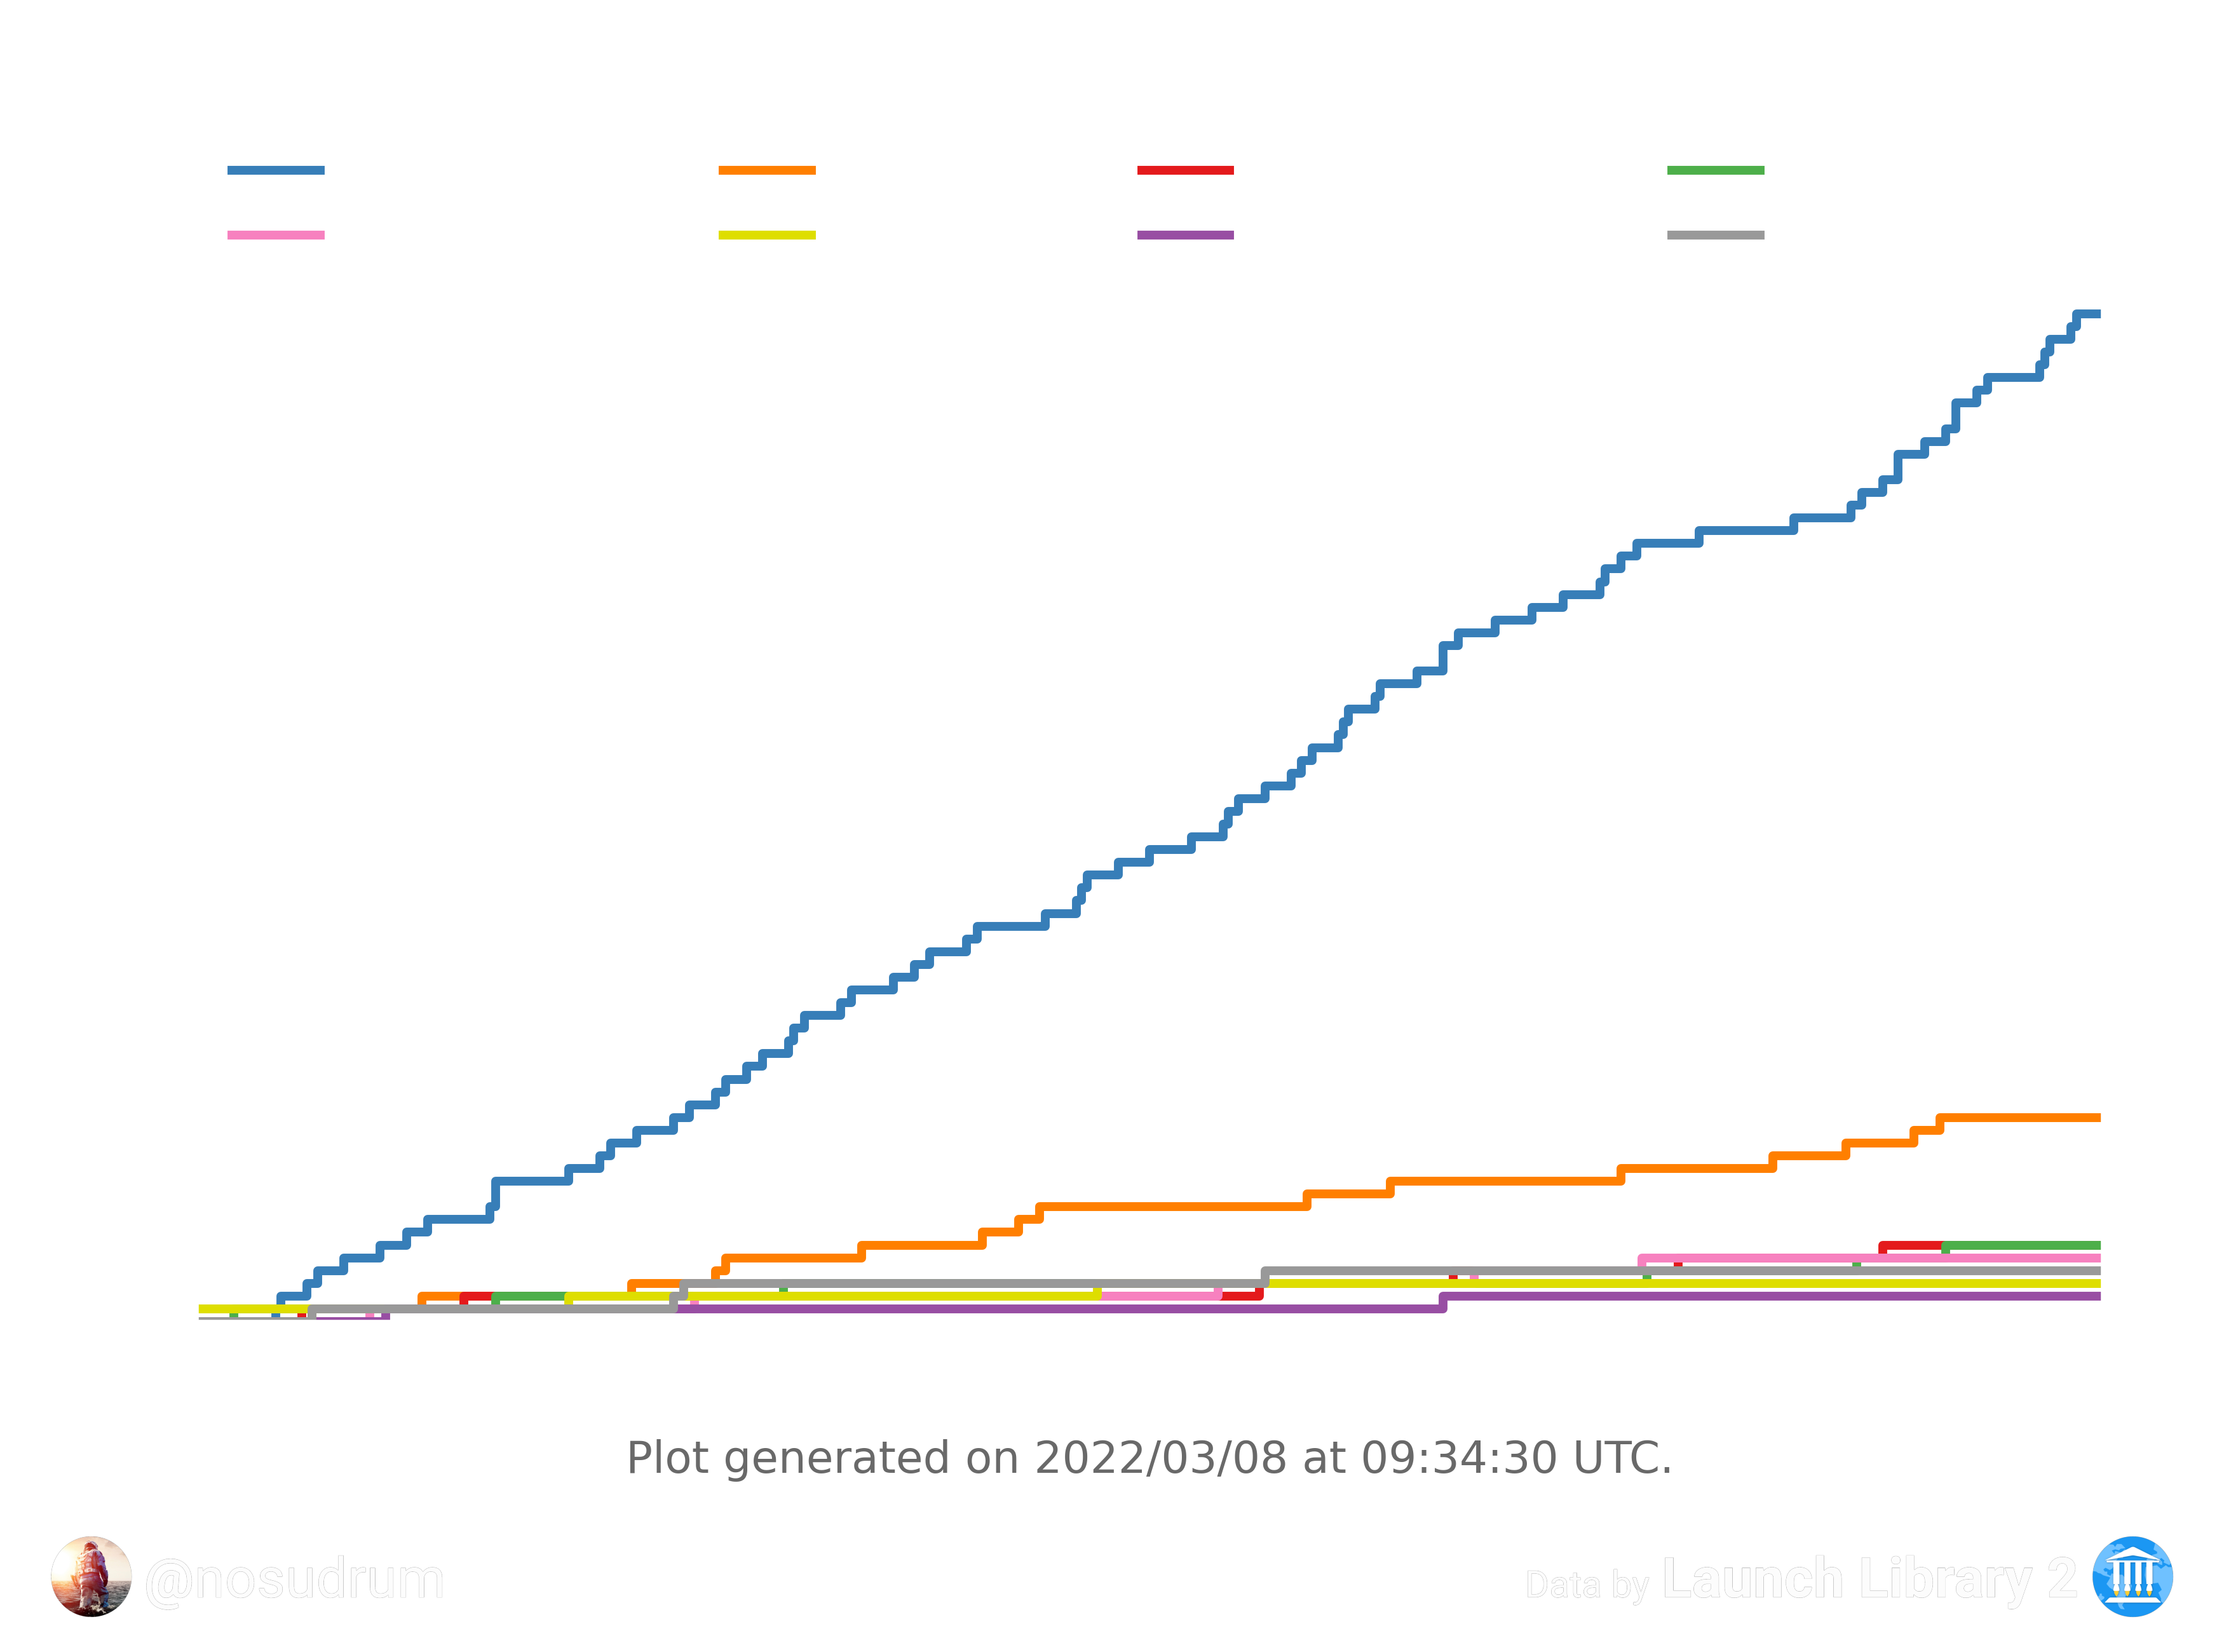 Plot generated on 2022/03/08 at 09:34:30 UTC.
@nosudrum
Data by Launch Library 2